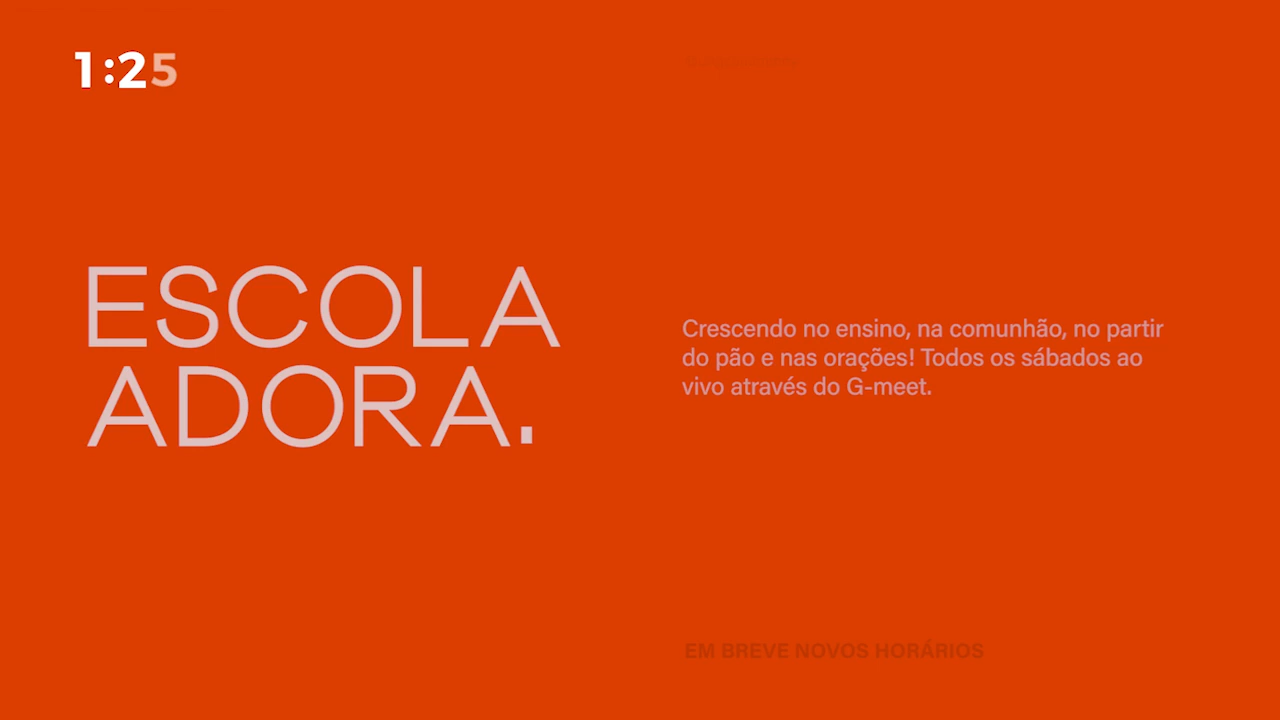 1:25
ESCOLA
ADORA.
Crescendo no ensino, na comunhão, no partir
do pão e nas orações! Todos os sábados ao
vivo através do G-meet.
EM BREVE NOVOS HORÁRIOS